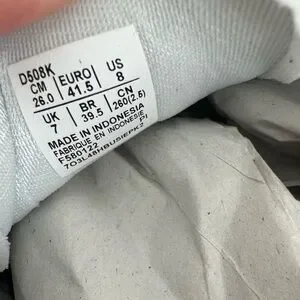 D508K
CM EURO US
26.0 41.5 8
UK BR CN
7 39.5 260(2.5)
MADE IN INDONESIA
FABRIQUE EN INDONESIE
F580122 PI
7O3L48HBUSIEPK2